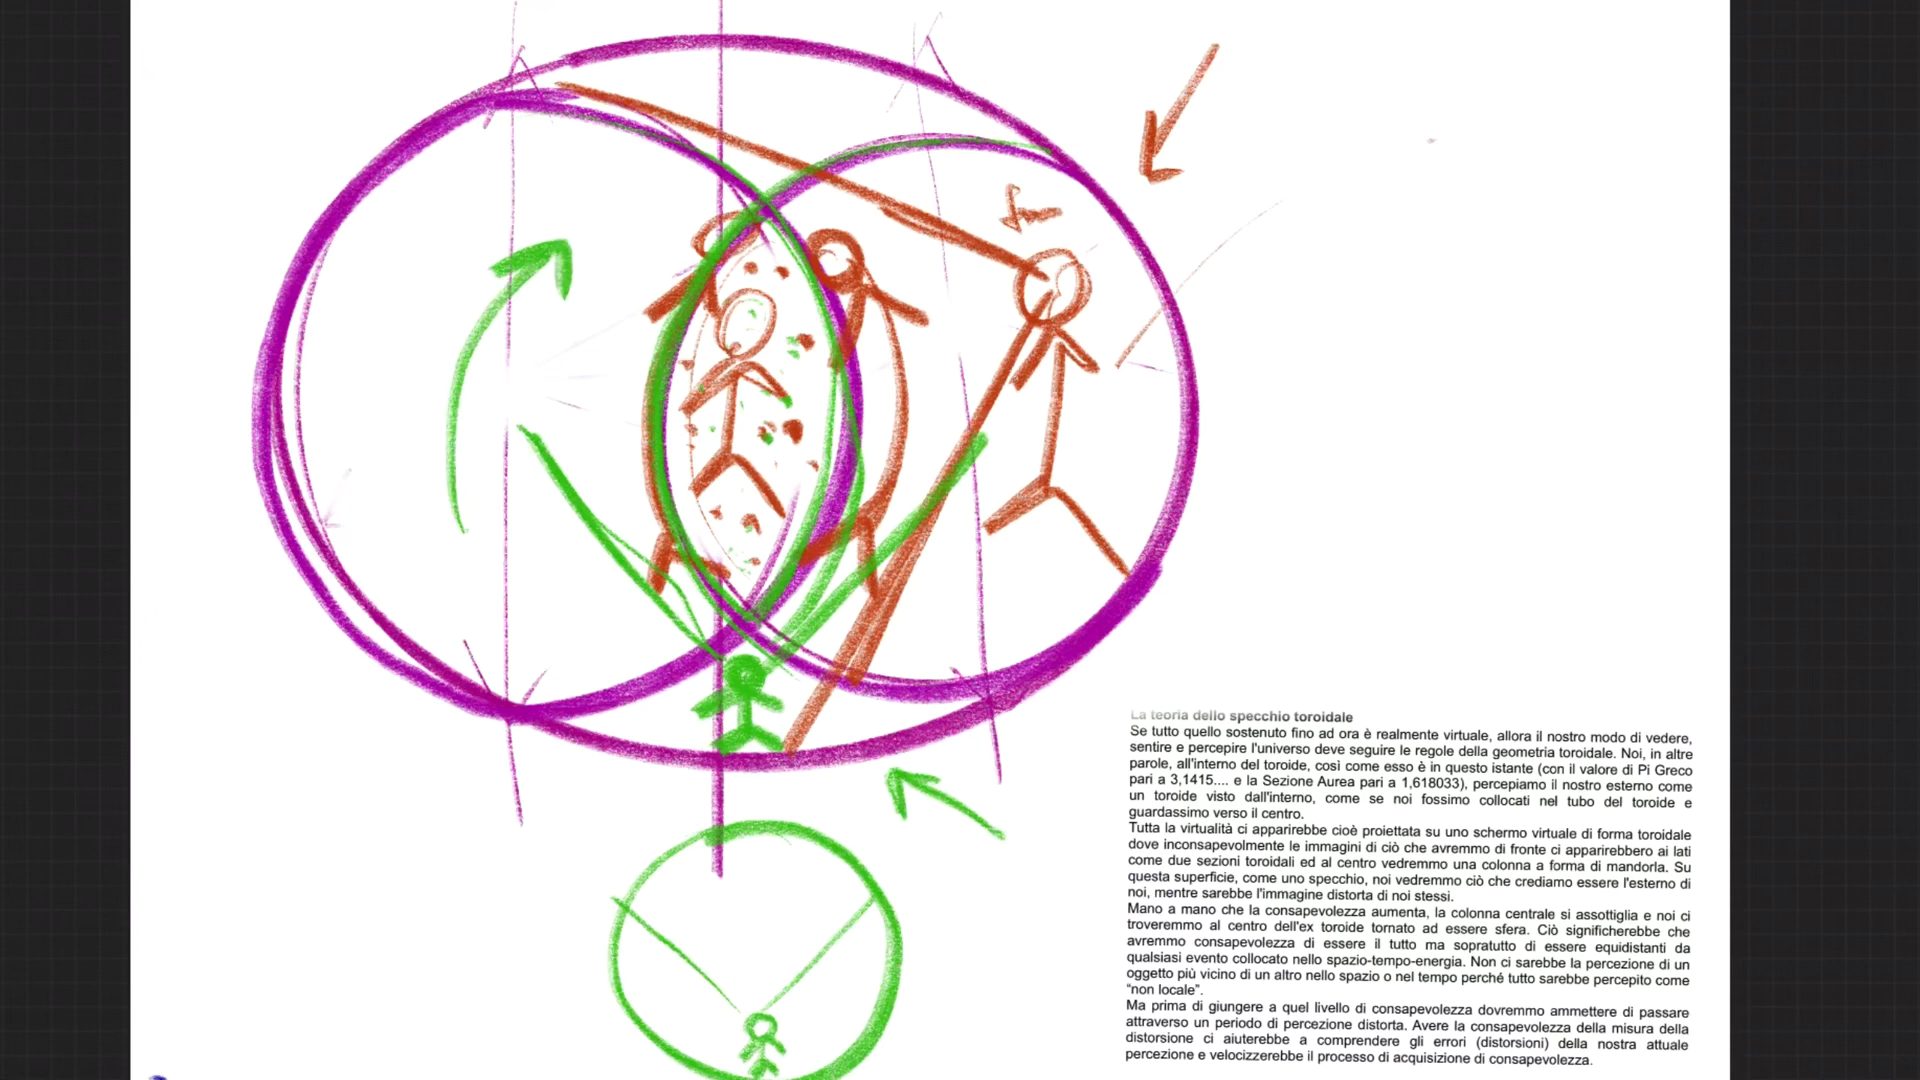 La teoria dello specchio toroidale
Se tutto quello sostenuto fino ad ora è realmente virtuale, allora il nostro modo di vedere,
sentire e percepire l'universo deve seguire le regole della geometria toroidale. Noi, in altre
parole, all'interno del toroide, così come esso è in questo istante (con il valore di Pi Greco
pari a 3,1415.... e la Sezione Aurea pari a 1,618033), percepiamo il nostro esterno come
un toroide visto dall'interno, come se noi fossimo collocati nel tubo del toroide e
guardassimo verso il centro.
Tutta la virtualità ci apparirebbe cioè proiettata su uno schermo virtuale di forma toroidale
dove inconsapevolmente le immagini di ciò che avremmo di fronte ci apparirebbero ai lati
come due sezioni toroidali ed al centro vedremmo una colonna a forma di mandorla. Su
questa superficie, come uno specchio, noi vedremmo ciò che crediamo essere l'esterno di
noi, mentre sarebbe l'immagine distorta di noi stessi.
Mano a mano che la consapevolezza aumenta, la colonna centrale si assottiglia e noi ci
troveremmo al centro dell'ex toroide tornato ad essere sfera. Ciò significherebbe che
avremmo consapevolezza di essere il tutto ma sopratutto di essere equidistanti da
qualsiasi evento collocato nello spazio-tempo-energia. Non ci sarebbe la percezione di un
oggetto più vicino di un altro nello spazio o nel tempo perché tutto sarebbe percepito come
“non locale”.
Ma prima di giungere a quel livello di consapevolezza dovremmo ammettere di passare
attraverso un periodo di percezione distorta. Avere la consapevolezza della misura della
distorsione ci aiuterebbe a comprendere gli errori (distorsioni) della nostra attuale
percezione e velocizzerebbe il processo di acquisizione di consapevolezza.